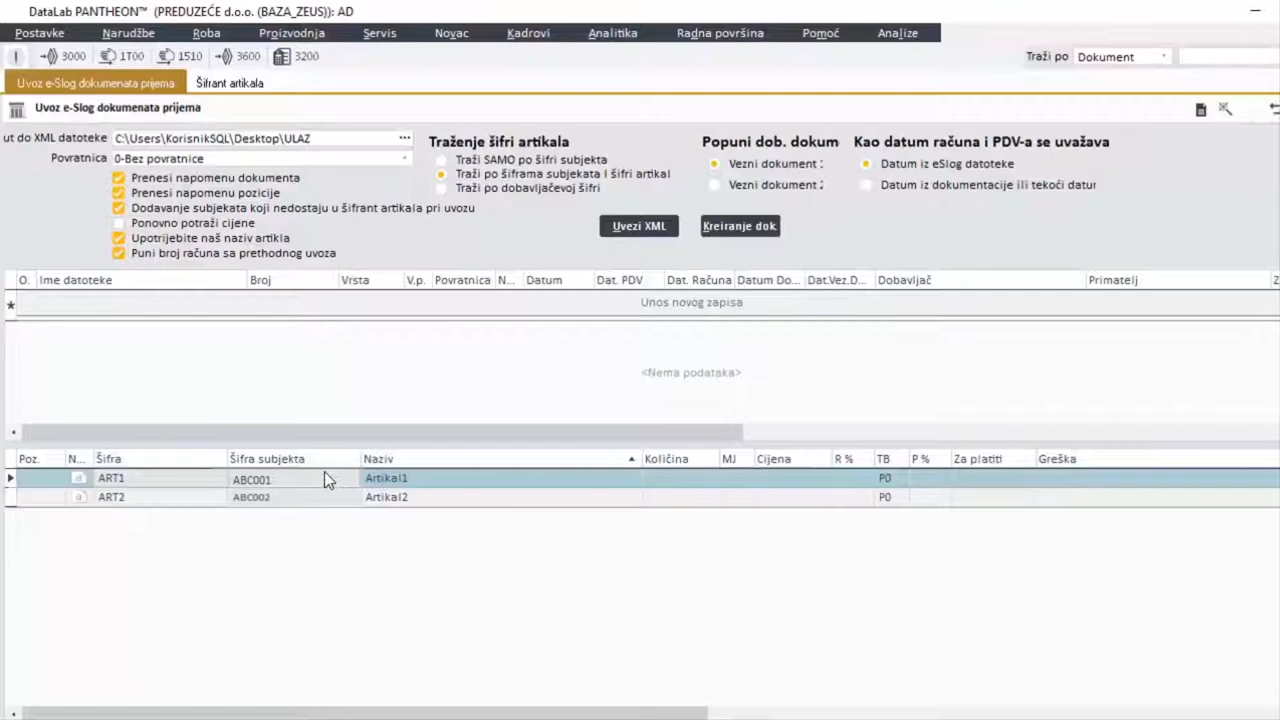 DataLab PANTHEON™ (PREDUZEĆE d.o.o. (BAZA_ZEUS)): AD
Postavke Narudžbe Roba Proizvodnja Servis Novac Kadrovi Analitika Radna površina Pomoć Analize
3000 1T00 1510 3600 3200 Traži po Dokument
Uvoz e-Slog dokumenata prijema Šifrant artikala
Uvoz e-Slog dokumenata prijema
ut do XML datoteke C:\Users\KorisnikSQL\Desktop\ULAZ ...
Povratnica 0-Bez povratnice
Prenesi napomenu dokumenta
Prenesi napomenu pozicije
Dodavanje subjekata koji nedostaju u šifrant artikala pri uvozu
Ponovno potraži cijene
Upotrijebite naš naziv artikla
Puni broj računa sa prethodnog uvoza
Traženje šifri artikala
Traži SAMO po šifri subjekta
Traži po šiframa subjekata I šifri artikal
Traži po dobavljačevoj šifri
Uvezi XML
Popuni dob. dokum
Vezni dokument :
Vezni dokument :
Kreiranje dok.
Kao datum računa i PDV-a se uvažava
Datum iz eSlog datoteke
Datum iz dokumentacije ili tekoći datur
O. Ime datoteke Broj Vrsta V.p. Povratnica N... Datum Dat. PDV Dat. Računa Datum Do... Dat.Vez.D... Dobavljač Primatelj Z
Unos novog zapisa
<Nema podataka>
Poz. N... Šifra Šifra subjekta Naziv Količina MJ Cijena R % TB P % Za platiti Greška
a ART1 ABC001 Artikal1 P0
a ART2 ABC002 Artikal2 P0